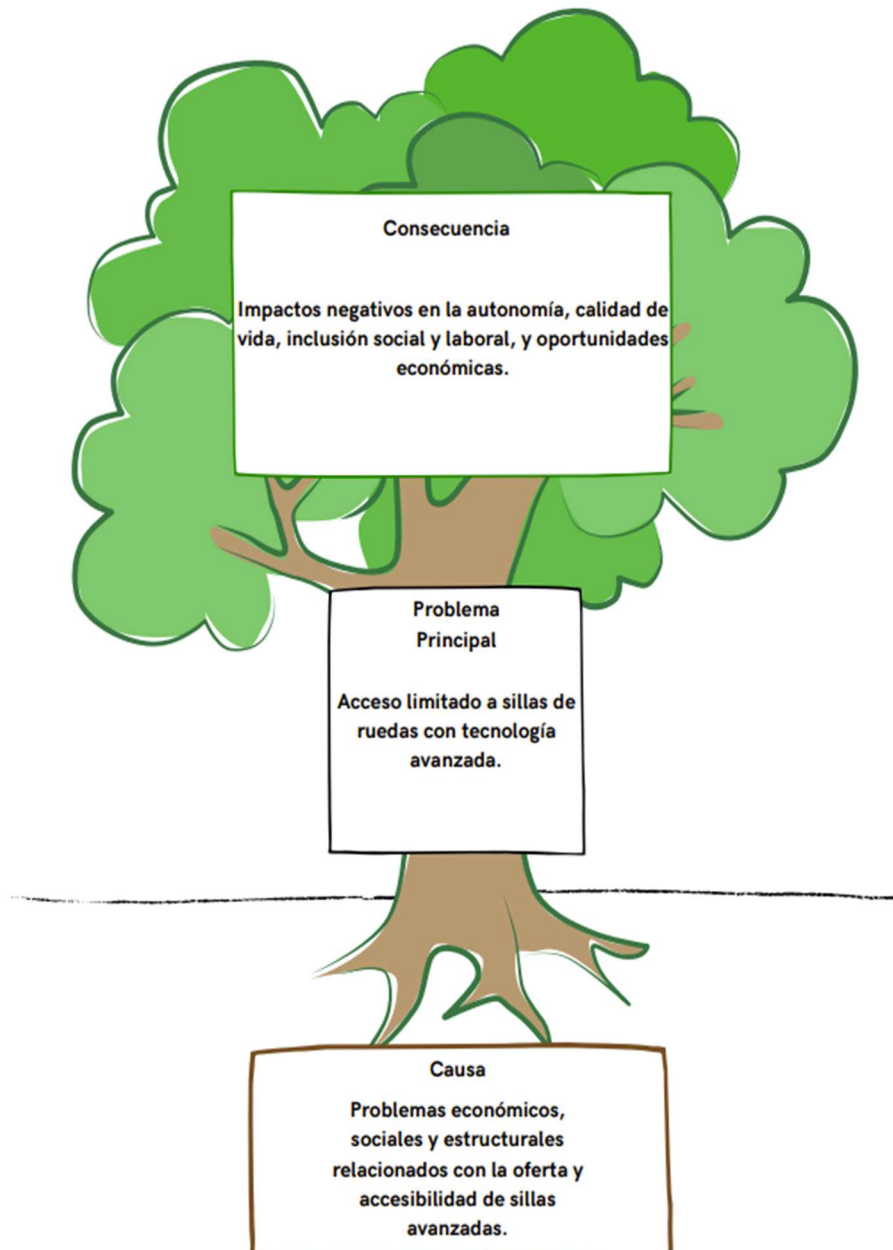 Consecuencia
Impactos negativos en la autonomía, calidad de
vida, inclusión social y laboral, y oportunidades
económicas.
Problema
Principal
Acceso limitado a sillas de
ruedas con tecnología
avanzada.
Causa
Problemas económicos,
sociales y estructurales
relacionados con la oferta y
accesibilidad de sillas
avanzadas.